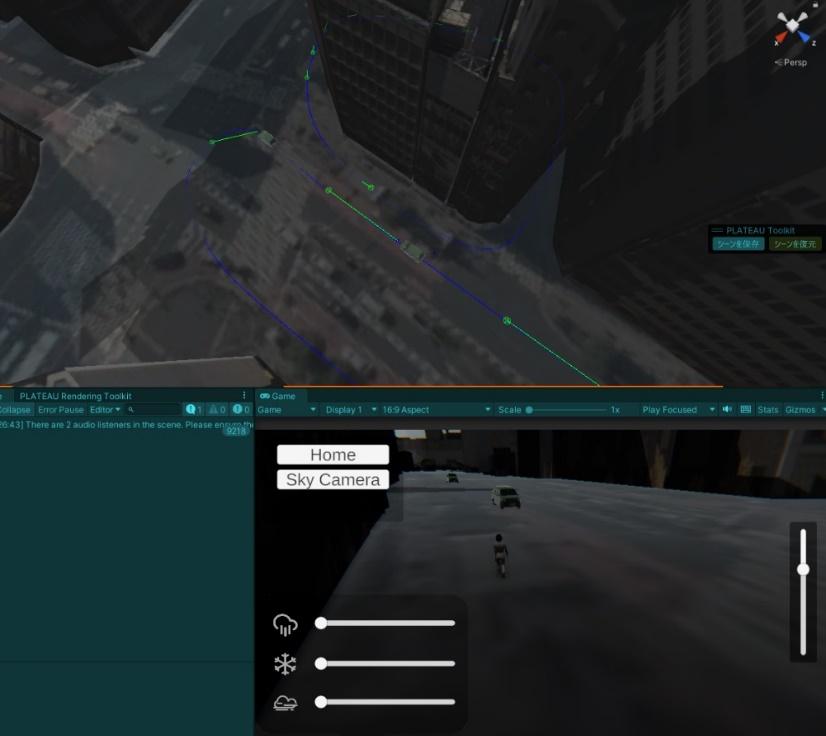 x
z
Persp
PLATEAU Toolkit
シーンを保存
シーンを復元
PLATEAU Rendering Toolkit
Game
Collapse Error Pause Editor 1 0 0
Game Display 1 16:9 Aspect Scale 1x Play Focused Stats Gizmos
26:43] There are 2 audio listeners in the scene. Please ensure the
9218
Home
Sky Camera